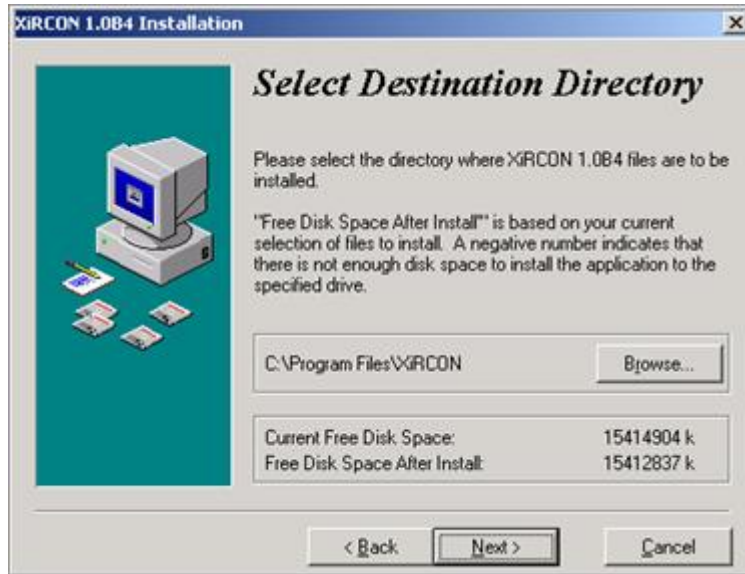 XiRCON 1.0B4 Installation
Select Destination Directory
Please select the directory where XiRCON 1.0B4 files are to be
installed.
"Free Disk Space After Install"" is based on your current
selection of files to install. A negative number indicates that
there is not enough disk space to install the application to the
specified drive.
C:\Program Files\XiRCON
Browse...
Current Free Disk Space: 15414904 k
Free Disk Space After Install: 15412837 k
< Back
Next >
Cancel